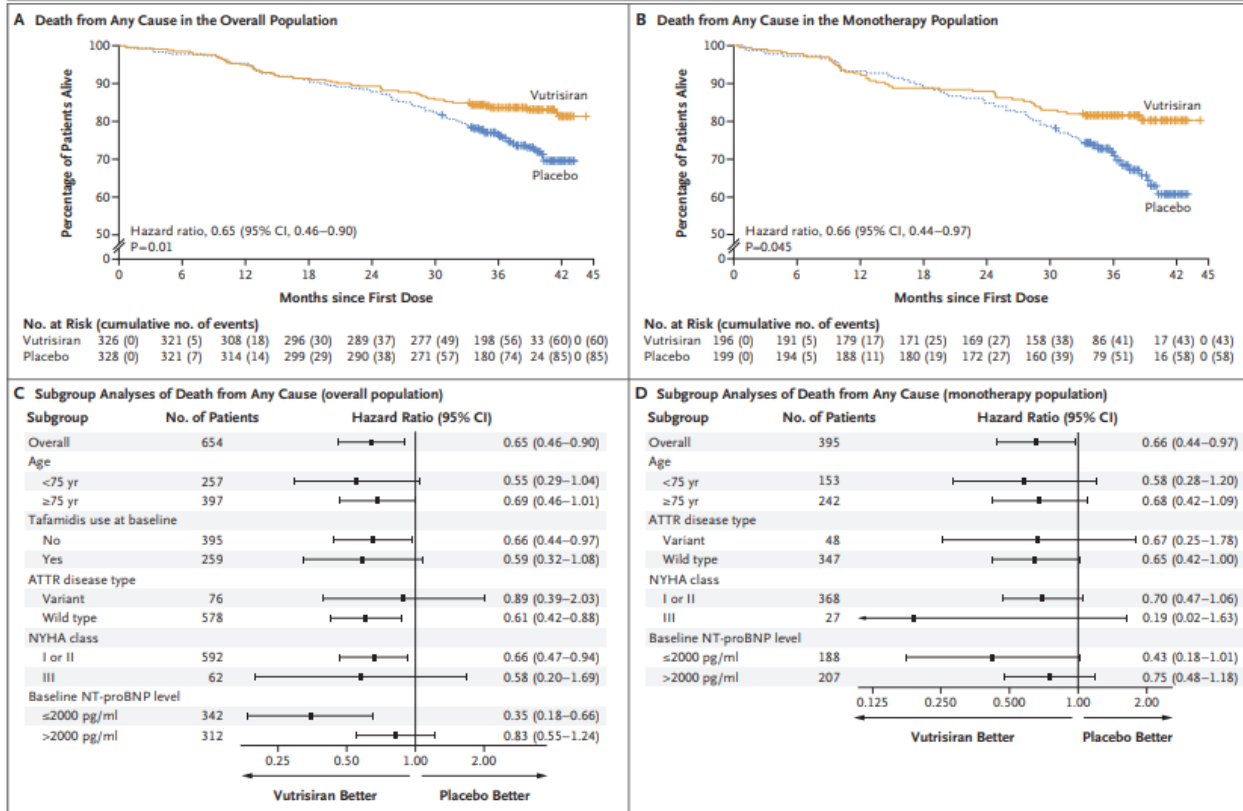 A Death from Any Cause in the Overall Population
100
90
80
70
60
50
0
Percentage of Patients Alive
Vutrisiran
Placebo
Hazard ratio, 0.65 (95% CI, 0.46–0.90)
P=0.01
0 6 12 18 24 30 36 42 45
Months since First Dose
No. at Risk (cumulative no. of events)
Vutrisiran 326 (0) 321 (5) 308 (18) 296 (30) 289 (37) 277 (49) 198 (56) 33 (60) 0 (60)
Placebo 328 (0) 321 (7) 314 (14) 299 (29) 290 (38) 271 (57) 180 (74) 24 (85) 0 (85)
B Death from Any Cause in the Monotherapy Population
100
90
80
70
60
50
0
Percentage of Patients Alive
Vutrisiran
Placebo
Hazard ratio, 0.66 (95% CI, 0.44–0.97)
P=0.045
0 6 12 18 24 30 36 42 45
Months since First Dose
No. at Risk (cumulative no. of events)
Vutrisiran 196 (0) 191 (5) 179 (17) 171 (25) 169 (27) 158 (38) 86 (41) 17 (43) 0 (43)
Placebo 199 (0) 194 (5) 188 (11) 180 (19) 172 (27) 160 (39) 79 (51) 16 (58) 0 (58)
C Subgroup Analyses of Death from Any Cause (overall population)
Subgroup No. of Patients Hazard Ratio (95% CI)
Overall 654 0.65 (0.46–0.90)
Age
<75 yr 257 0.55 (0.29–1.04)
≥75 yr 397 0.69 (0.46–1.01)
Tafamidis use at baseline
No 395 0.66 (0.44–0.97)
Yes 259 0.59 (0.32–1.08)
ATTR disease type
Variant 76 0.89 (0.39–2.03)
Wild type 578 0.61 (0.42–0.88)
NYHA class
I or II 592 0.66 (0.47–0.94)
III 62 0.58 (0.20–1.69)
Baseline NT-proBNP level
≤2000 pg/ml 342 0.35 (0.18–0.66)
>2000 pg/ml 312 0.83 (0.55–1.24)
0.25 0.50 1.00 2.00
Vutrisiran Better Placebo Better
D Subgroup Analyses of Death from Any Cause (monotherapy population)
Subgroup No. of Patients Hazard Ratio (95% CI)
Overall 395 0.66 (0.44–0.97)
Age
<75 yr 153 0.58 (0.28–1.20)
≥75 yr 242 0.68 (0.42–1.09)
ATTR disease type
Variant 48 0.67 (0.25–1.78)
Wild type 347 0.65 (0.42–1.00)
NYHA class
I or II 368 0.70 (0.47–1.06)
III 27 0.19 (0.02–1.63)
Baseline NT-proBNP level
≤2000 pg/ml 188 0.43 (0.18–1.01)
>2000 pg/ml 207 0.75 (0.48–1.18)
0.125 0.250 0.500 1.00 2.00
Vutrisiran Better Placebo Better